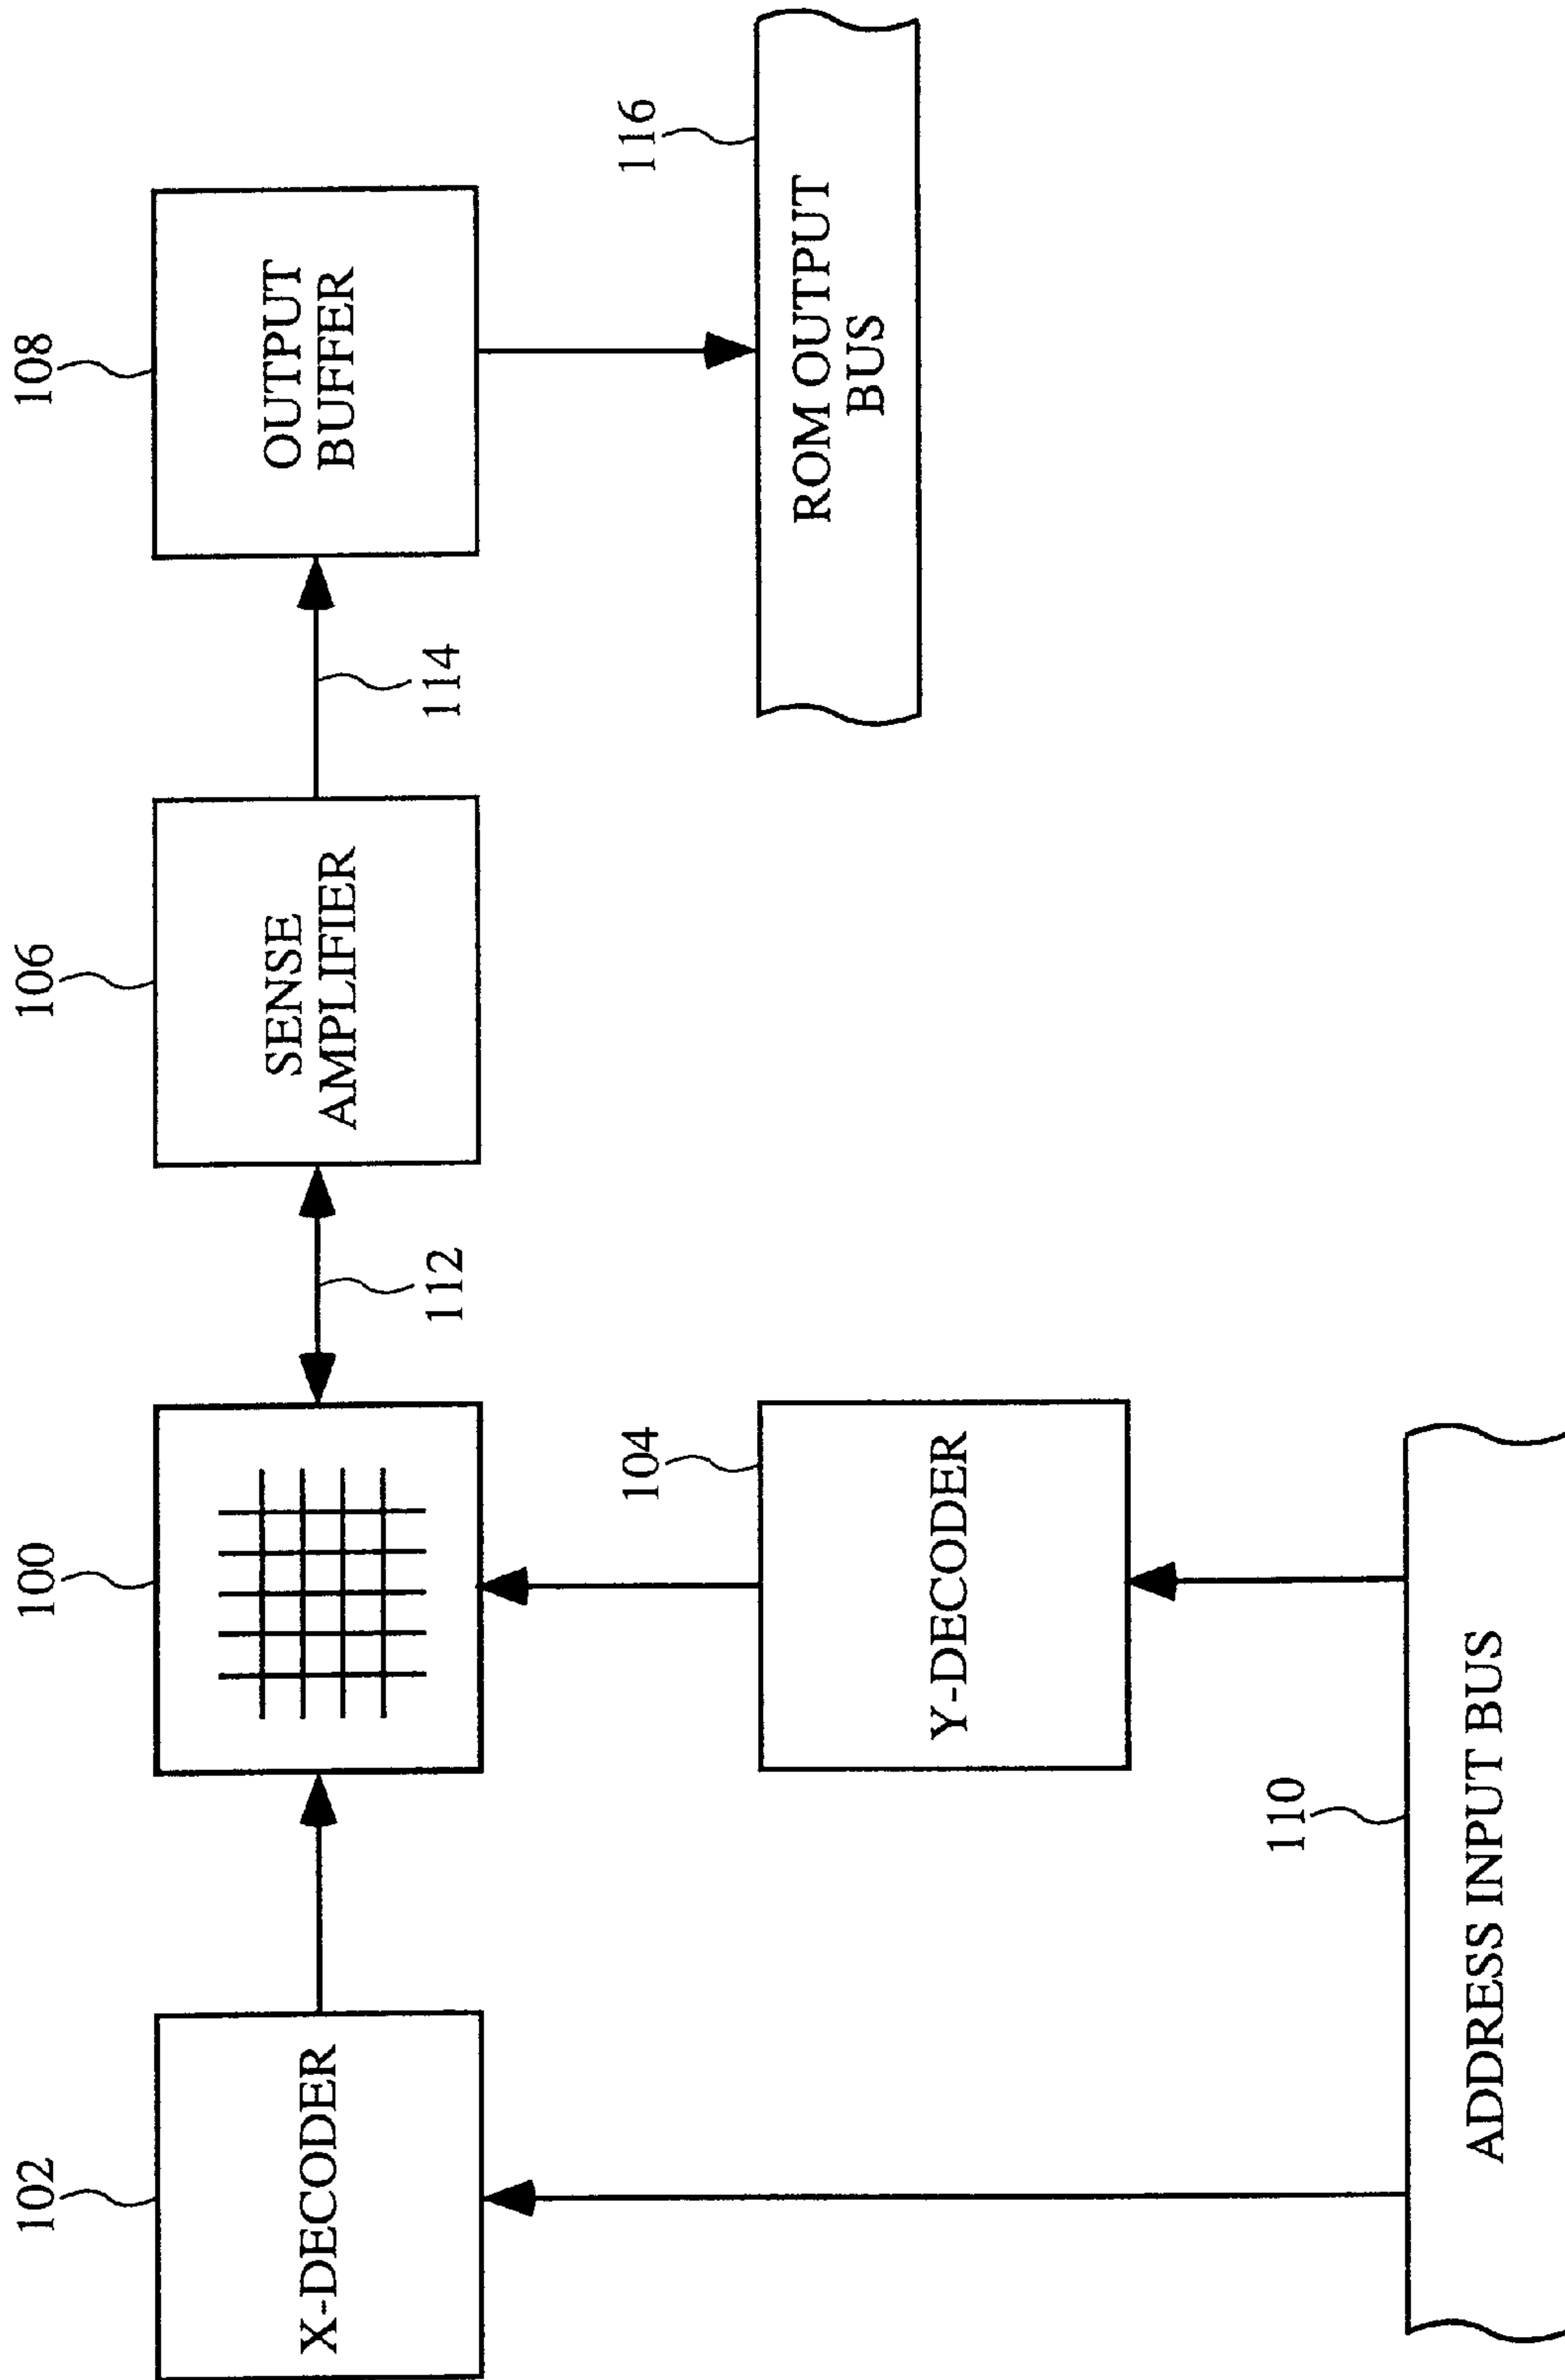 102
X-DECODER
100
106
SENSE
AMPLIFIER
108
OUTPUT
BUFFER
112
114
104
Y-DECODER
116
ROM OUTPUT
BUS
110
ADDRESS INPUT BUS